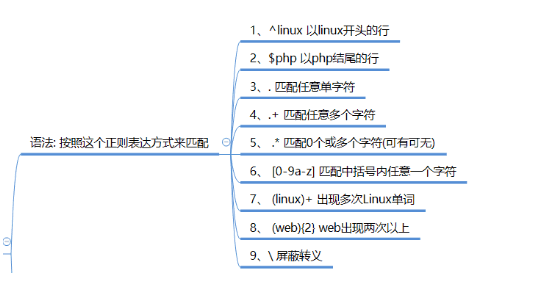 1、^linux 以linux开头的行
2、$php 以php结尾的行
3、. 匹配任意单字符
4、.+ 匹配任意多个字符
语法: 按照这个正则表达方式来匹配
5、 .* 匹配0个或多个字符(可有可无)
6、 [0-9a-z] 匹配中括号内任意一个字符
7、 (linux)+ 出现多次Linux单词
8、 (web){2} web出现两次以上
9、\ 屏蔽转义